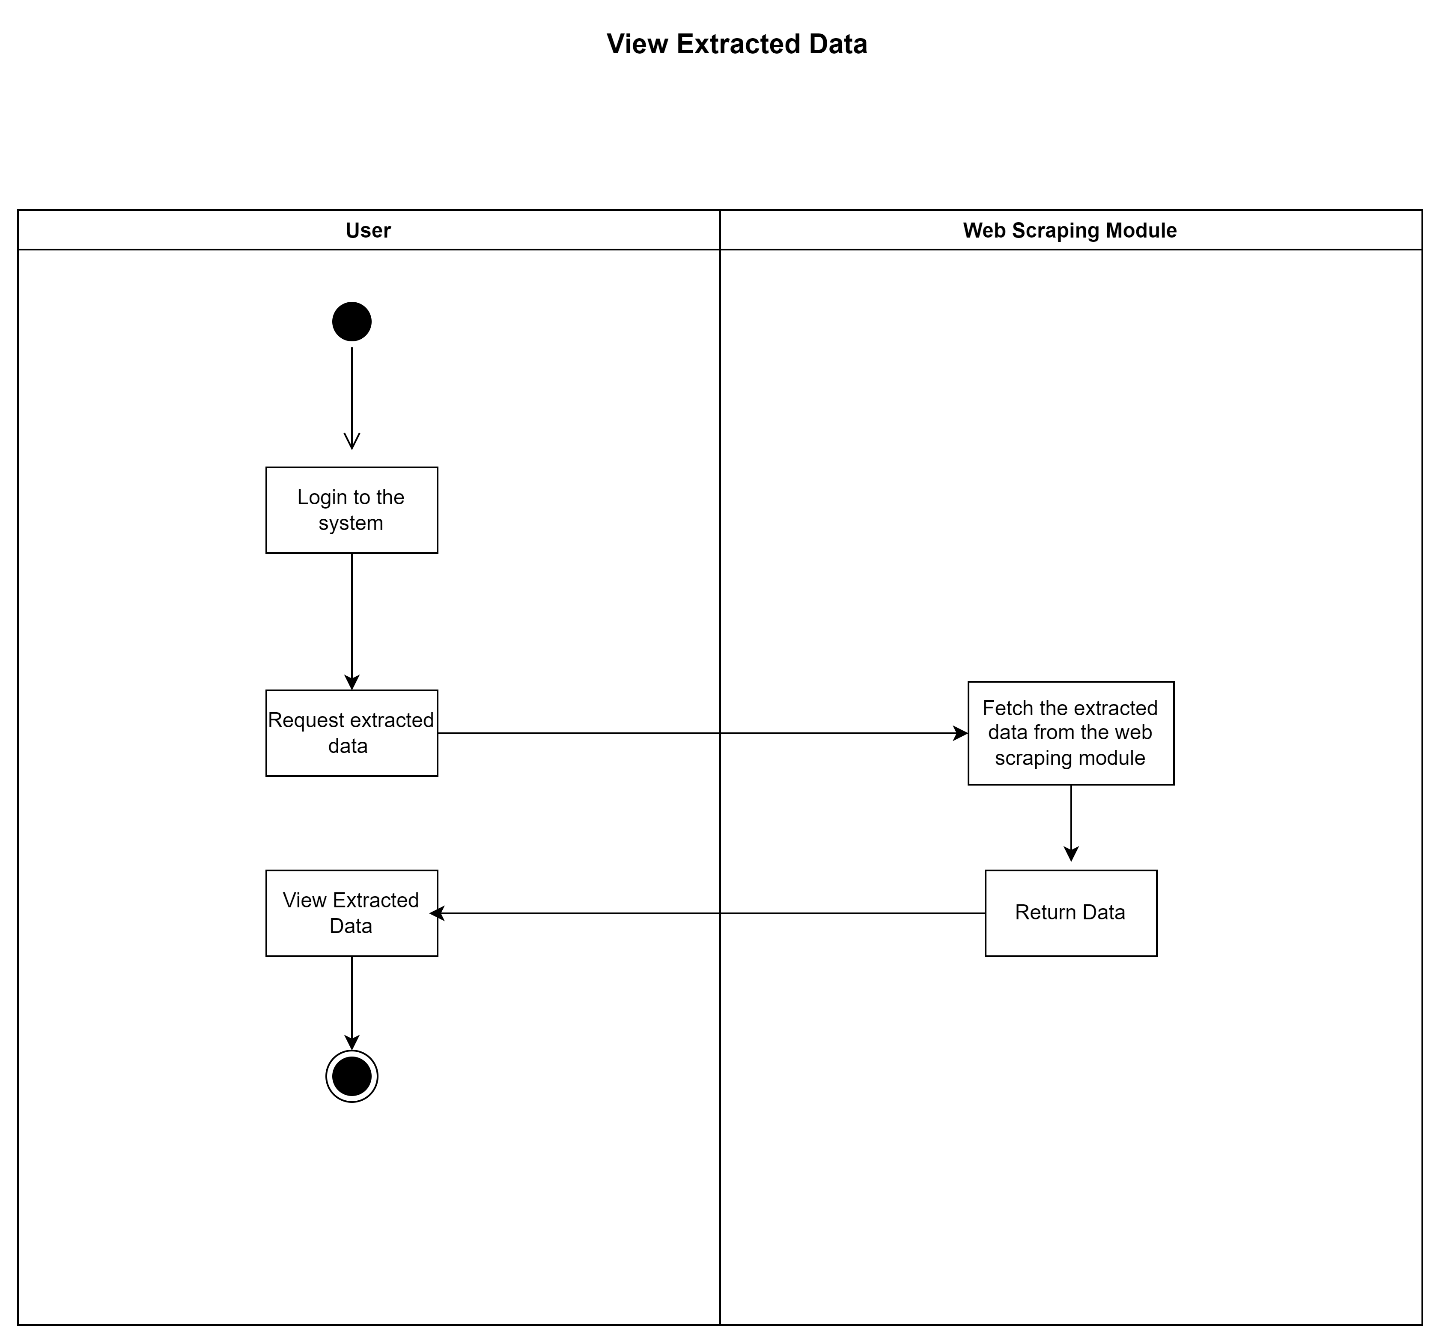 View Extracted Data
User
Web Scraping Module
Login to the
system
Request extracted
data
Fetch the extracted
data from the web
scraping module
View Extracted
Data
Return Data